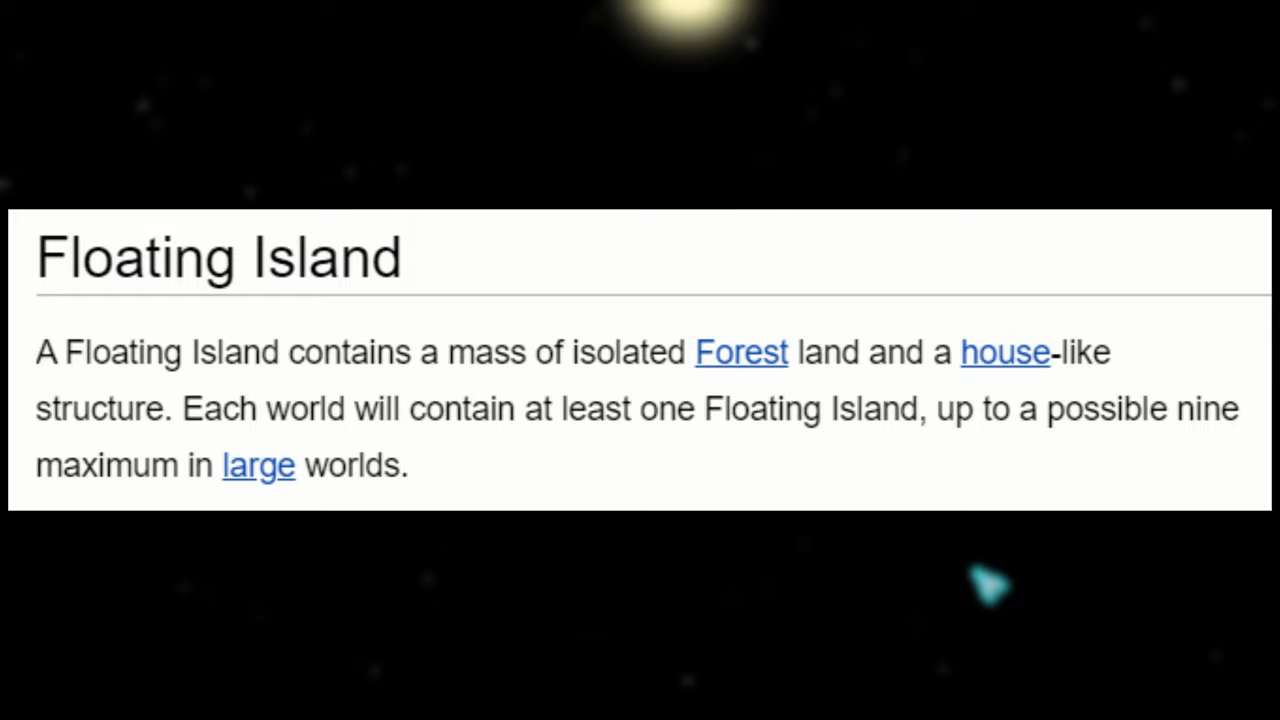 Floating Island
A Floating Island contains a mass of isolated Forest land and a house-like
structure. Each world will contain at least one Floating Island, up to a possible nine
maximum in large worlds.